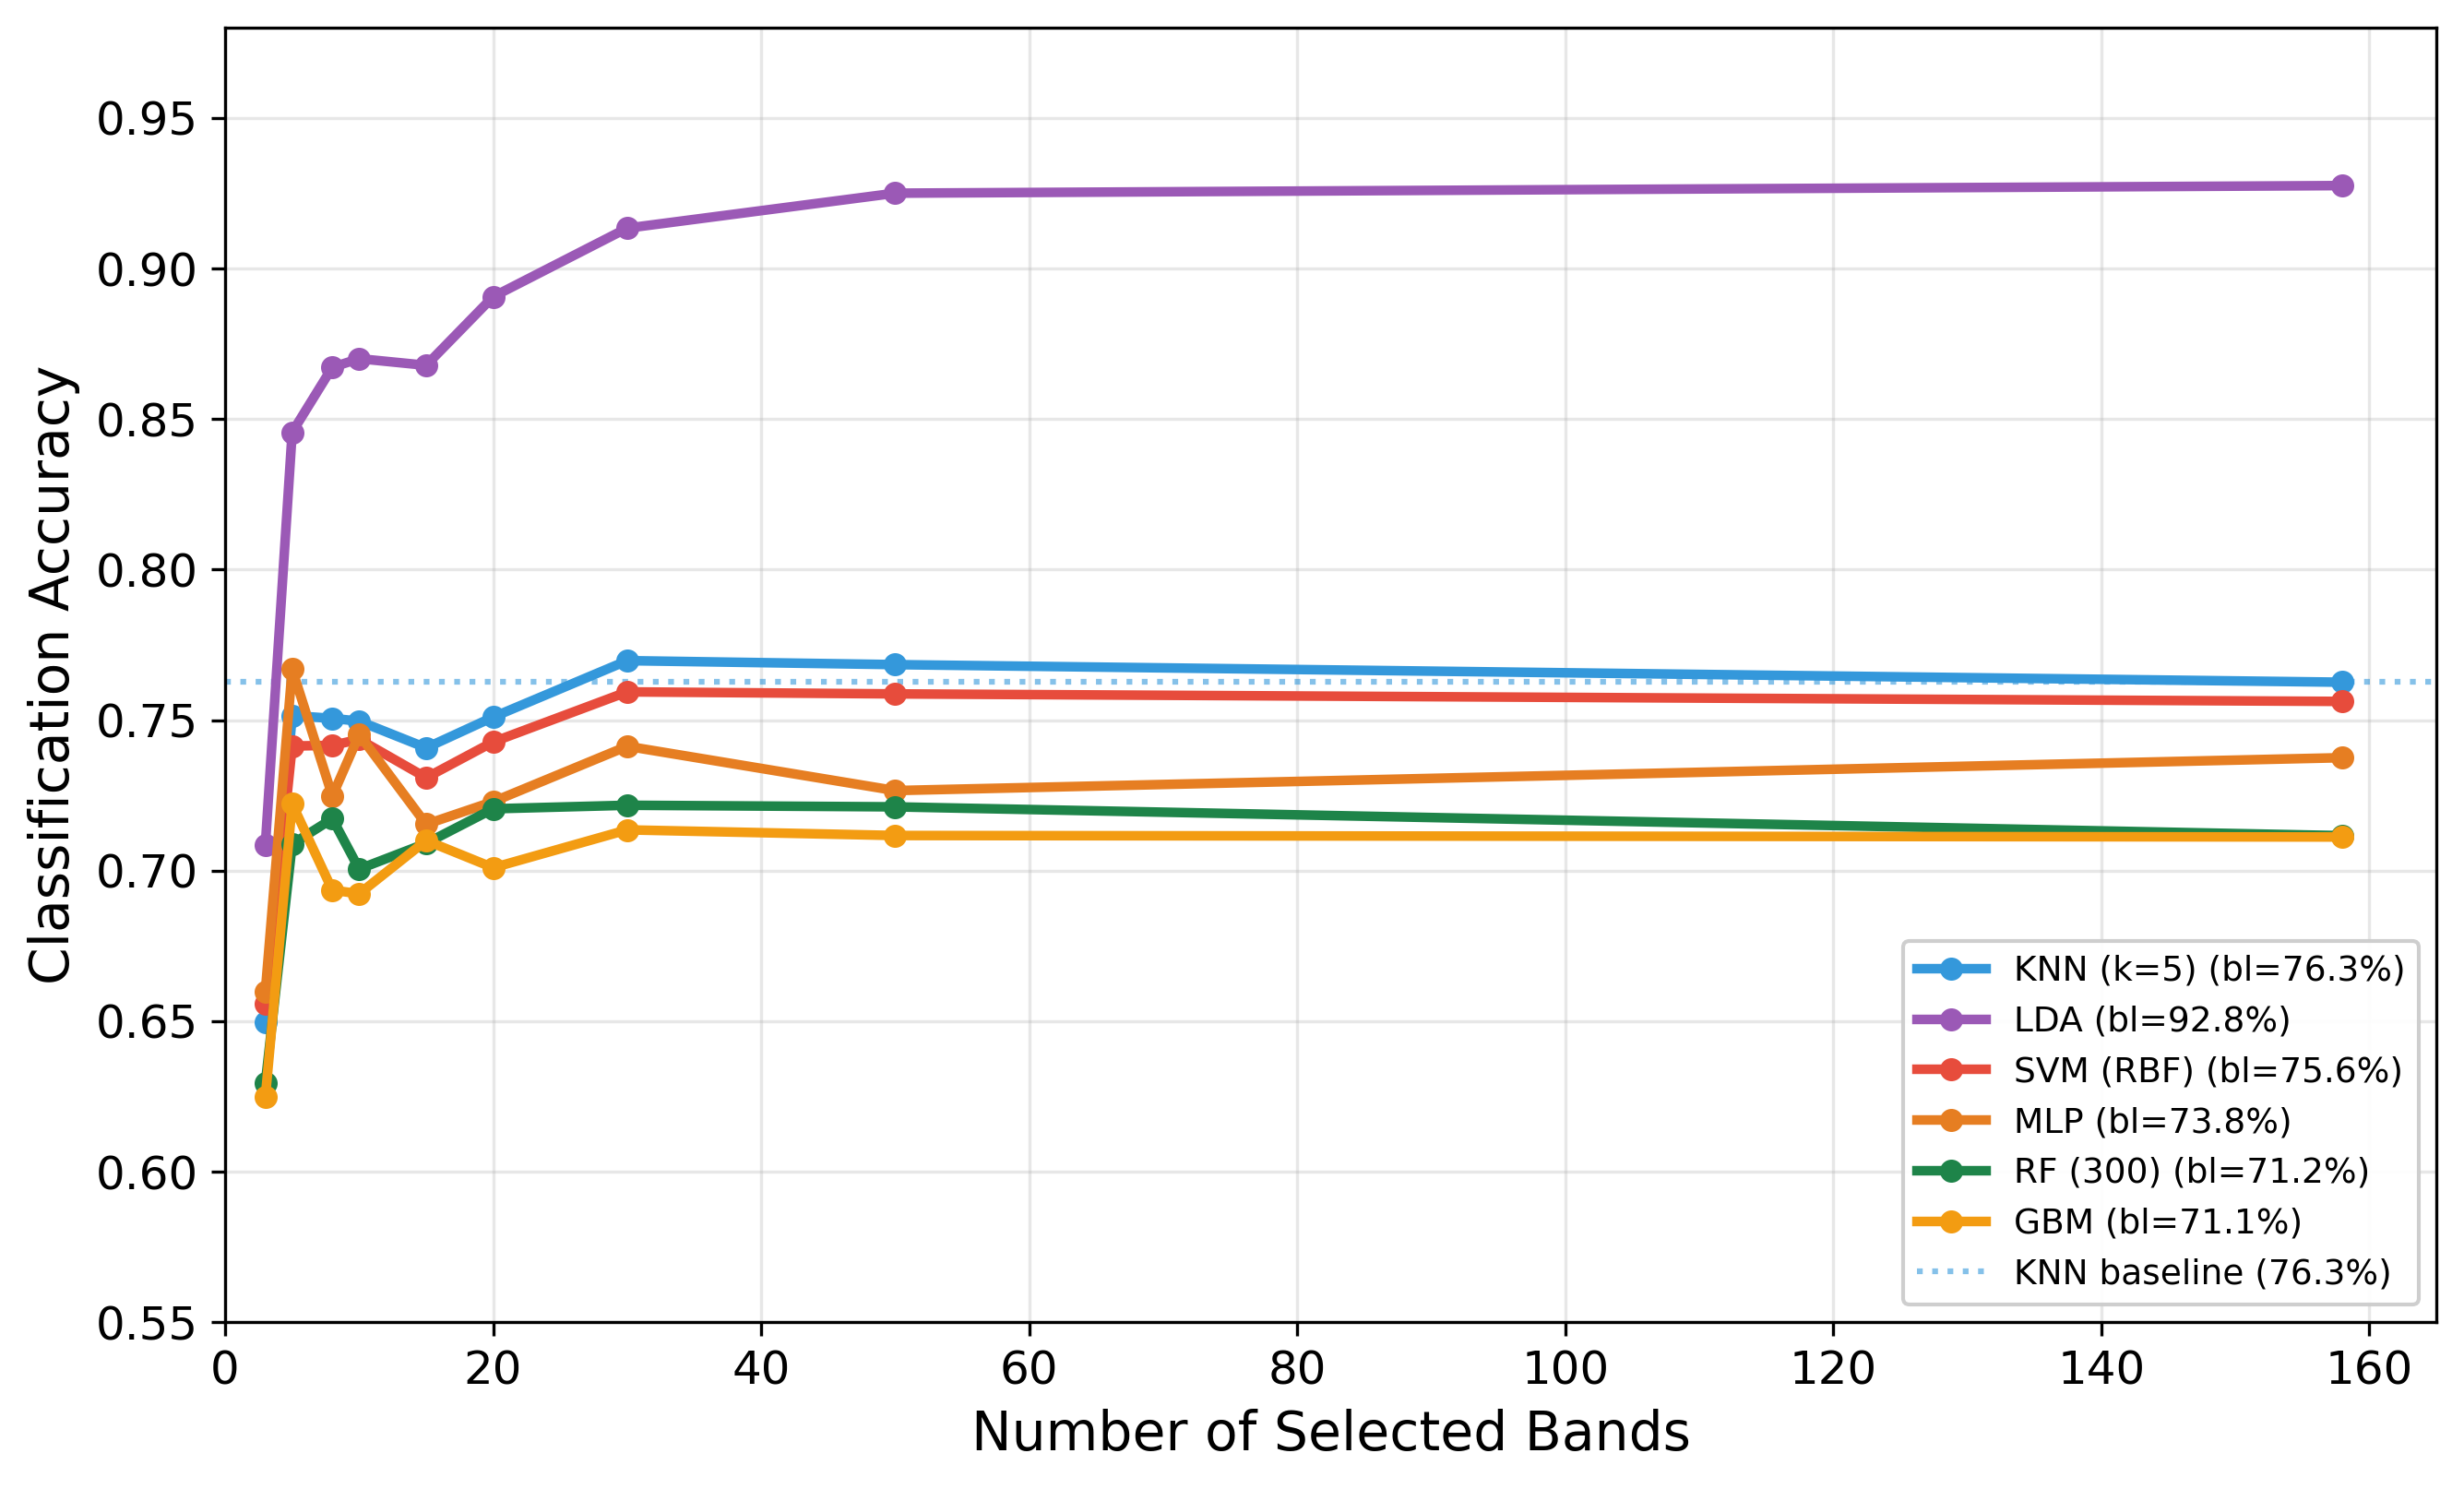 0.95
0.90
0.85
0.80
0.75
0.70
0.65
0.60
0.55
Classification Accuracy
0 20 40 60 80 100 120 140 160
Number of Selected Bands
KNN (k=5) (bl=76.3%)
LDA (bl=92.8%)
SVM (RBF) (bl=75.6%)
MLP (bl=73.8%)
RF (300) (bl=71.2%)
GBM (bl=71.1%)
KNN baseline (76.3%)